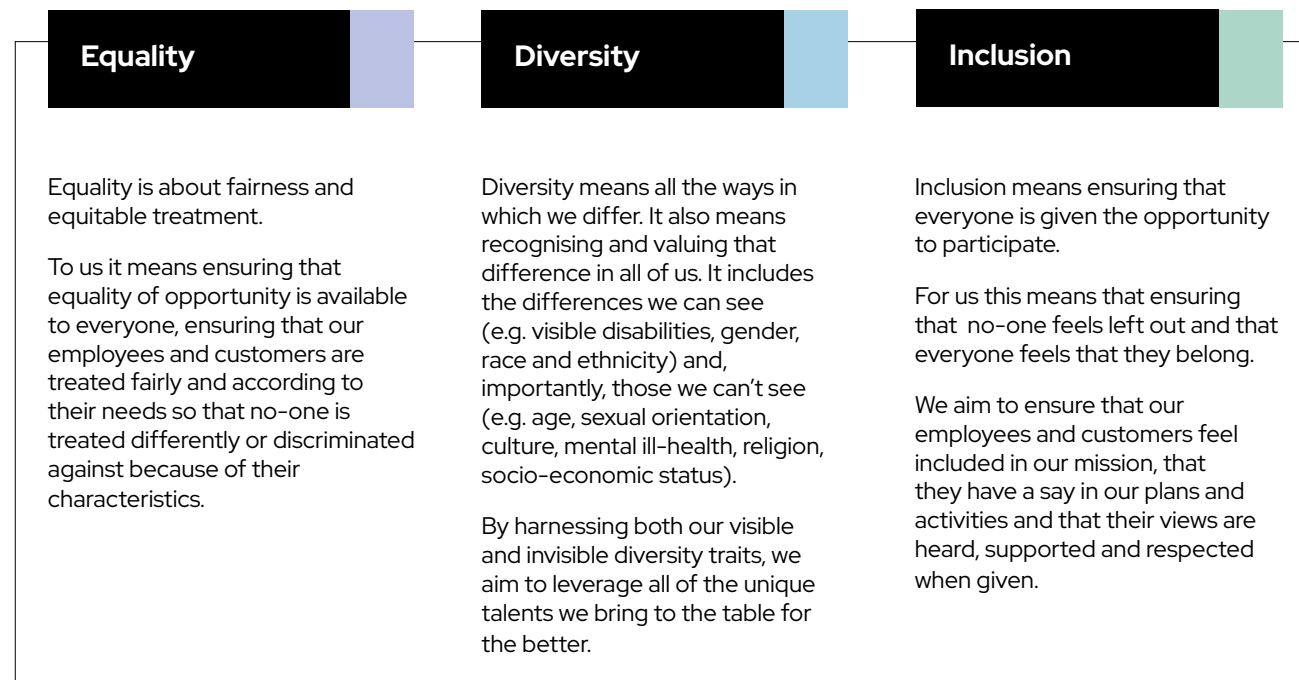 Equality
Equality is about fairness and
equitable treatment.
To us it means ensuring that
equality of opportunity is available
to everyone, ensuring that our
employees and customers are
treated fairly and according to
their needs so that no-one is
treated differently or discriminated
against because of their
characteristics.
Diversity
Diversity means all the ways in
which we differ. It also means
recognising and valuing that
difference in all of us. It includes
the differences we can see
(e.g. visible disabilities, gender,
race and ethnicity) and,
importantly, those we can't see
(e.g. age, sexual orientation,
culture, mental ill-health, religion,
socio-economic status).
By harnessing both our visible
and invisible diversity traits, we
aim to leverage all of the unique
talents we bring to the table for
the better.
Inclusion
Inclusion means ensuring that
everyone is given the opportunity
to participate.
For us this means that ensuring
that  no-one feels left out and that
everyone feels that they belong.
We aim to ensure that our
employees and customers feel
included in our mission, that
they have a say in our plans and
activities and that their views are
heard, supported and respected
when given.